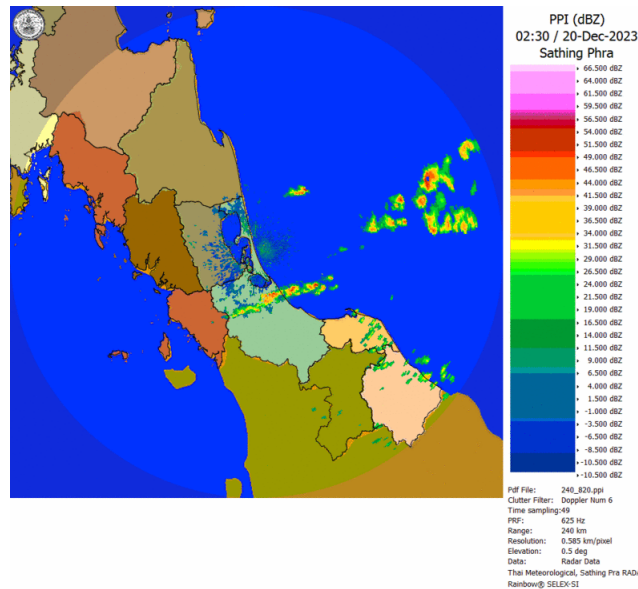 PPI (dBZ)
02:30 / 20-Dec-2023
Sathing Phra
66.500 dBZ
64.000 dBZ
61.500 dBZ
59.500 dBZ
56.500 dBZ
54.000 dBZ
51.500 dBZ
49.000 dBZ
46.500 dBZ
44.000 dBZ
41.500 dBZ
39.000 dBZ
36.500 dBZ
34.000 dBZ
31.500 dBZ
29.000 dBZ
26.500 dBZ
24.000 dBZ
21.500 dBZ
19.000 dBZ
16.500 dBZ
14.000 dBZ
11.500 dBZ
9.000 dBZ
6.500 dBZ
4.000 dBZ
1.500 dBZ
-1.000 dBZ
-3.500 dBZ
-6.500 dBZ
-8.500 dBZ
-10.500 dBZ
-10.500 dBZ
Pdf File: 240_820.ppi
Clutter Filter: Doppler Num 6
Time sampling:49
PRF: 625 Hz
Range: 240 km
Resolution: 0.585 km/pixel
Elevation: 0.5 deg
Data: Radar Data
Thai Meteorological, Sathing Pra RADa
Rainbow® SELEX-SI